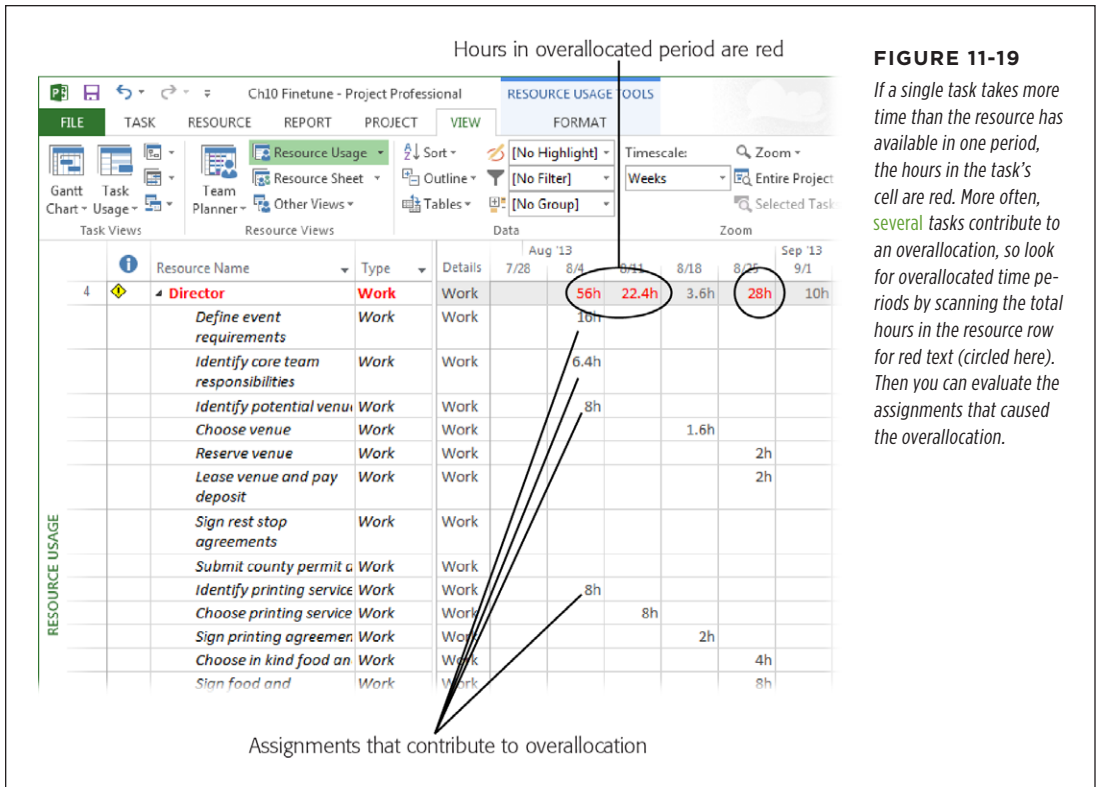 Hours in overallocated period are red
Ch10 Finetune - Project Professional
RESOURCE USAGE TOOLS
FILE TASK RESOURCE REPORT PROJECT VIEW FORMAT
Gantt Chart
Task Usage
Team Planner
Resource Usage
Resource Sheet
Other Views
Sort
Outline
Tables
[No Highlight]
[No Filter]
[No Group]
Timescale:
Weeks
Zoom
Entire Project
Selected
Task Views Resource Views Data Zoom
Aug '13 Sep '13
Resource Name Type Details 7/28 8/4 8/11 8/18 8/25 9/1
4 Director Work Work 56h 22.4h 3.6h 28h 10h
Define event Work Work 16h
requirements
Identify core team Work Work 6.4h
responsibilities
Identify potential Work Work 8h
Choose venue Work Work 1.6h
Reserve venue Work Work 2h
Lease venue and pay Work Work 2h
deposit
Sign rest stop Work Work
agreements
Submit county permit Work Work
Identify printing service Work Work 8h
Choose printing service Work Work 8h
Sign printing Work Work 2h
Choose in kind food Work Work 4h
Sign food and Work Work 8h
RESOURCE USAGE
Assignments that contribute to overallocation
FIGURE 11-19
If a single task takes more
time than the resource has
available in one period,
the hours in the task's
cell are red. More often,
several tasks contribute to
an overallocation, so look
for overallocated time pe-
riods by scanning the total
hours in the resource row
for red text (circled here).
Then you can evaluate the
assignments that caused
the overallocation.